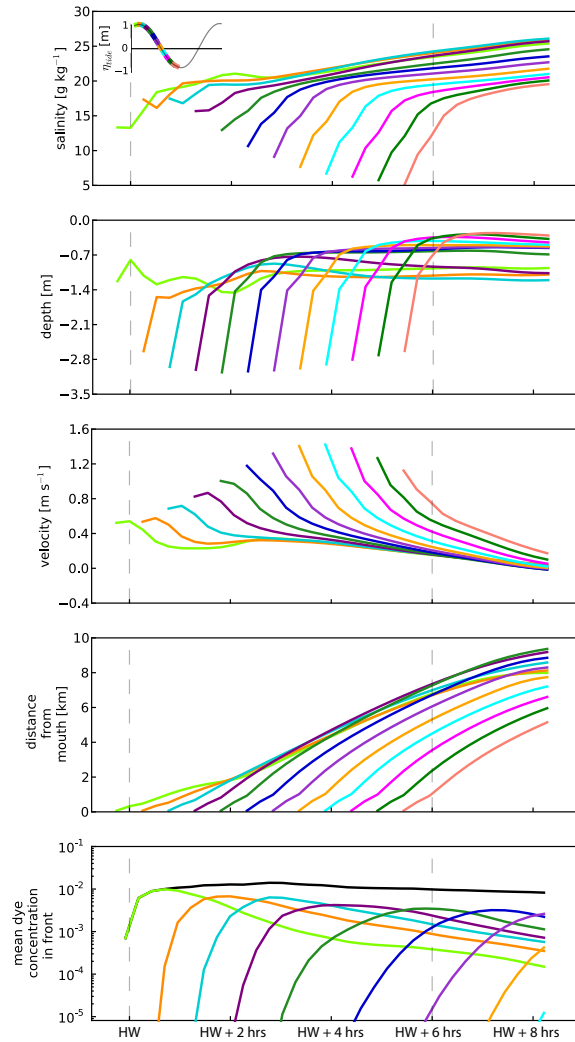 30
25
20
15
10
5
salinity [g kg⁻¹]
1
0
−1
η_tide [m]
0.0
−0.7
−1.4
−2.1
−2.8
−3.5
depth [m]
1.6
1.2
0.8
0.4
0.0
−0.4
velocity [m s⁻¹]
10
8
6
4
2
0
distance
from
mouth [km]
10⁻¹
10⁻²
10⁻³
10⁻⁴
10⁻⁵
mean dye
concentration
in front
HW
HW + 2 hrs
HW + 4 hrs
HW + 6 hrs
HW + 8 hrs